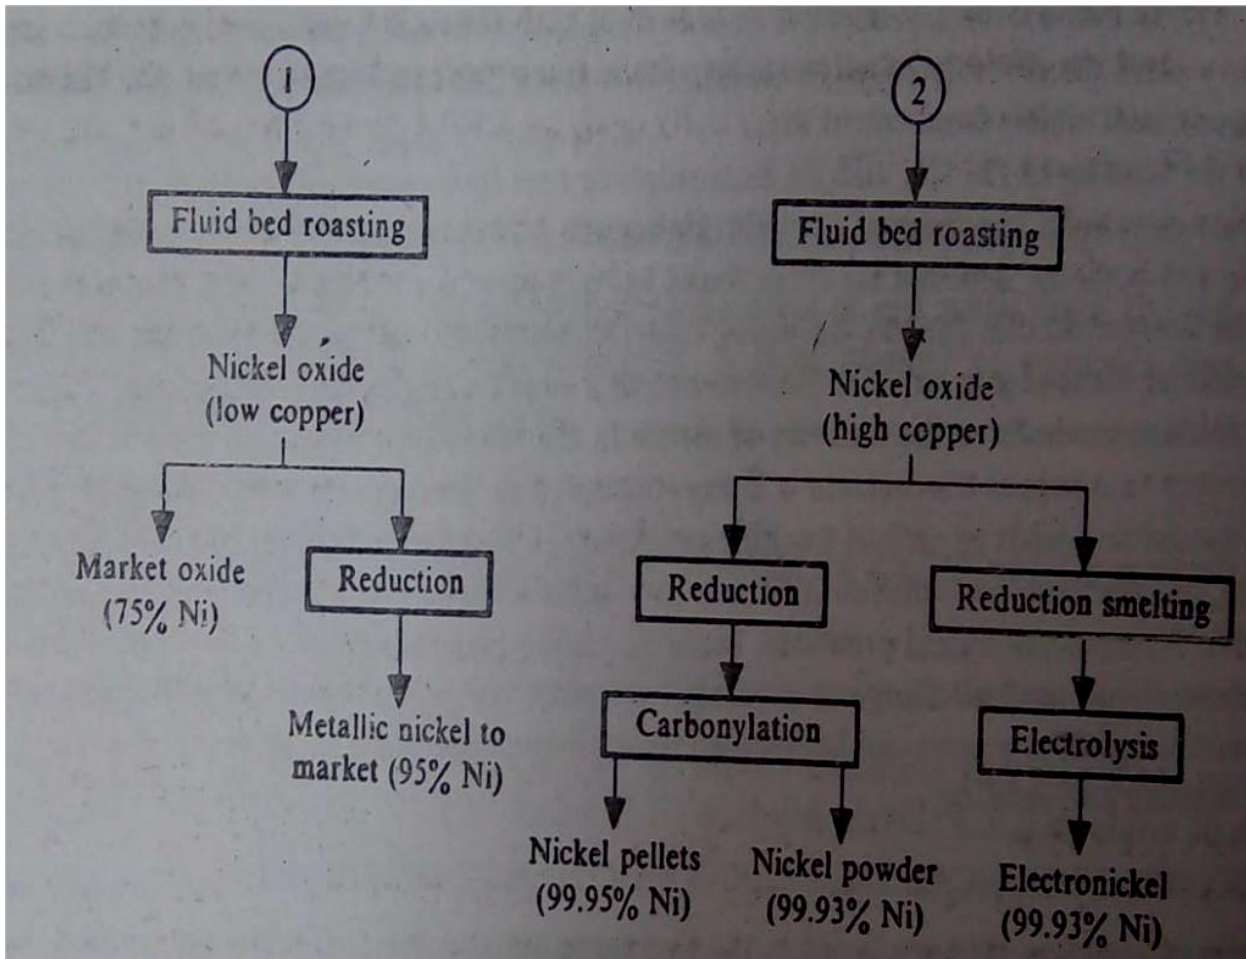 1
2
Fluid bed roasting
Fluid bed roasting
Nickel oxide
(low copper)
Nickel oxide
(high copper)
Market oxide
(75% Ni)
Reduction
Reduction
Reduction smelting
Metallic nickel to
market (95% Ni)
Carbonylation
Electrolysis
Nickel pellets
(99.95% Ni)
Nickel powder
(99.93% Ni)
Electronickel
(99.93% Ni)